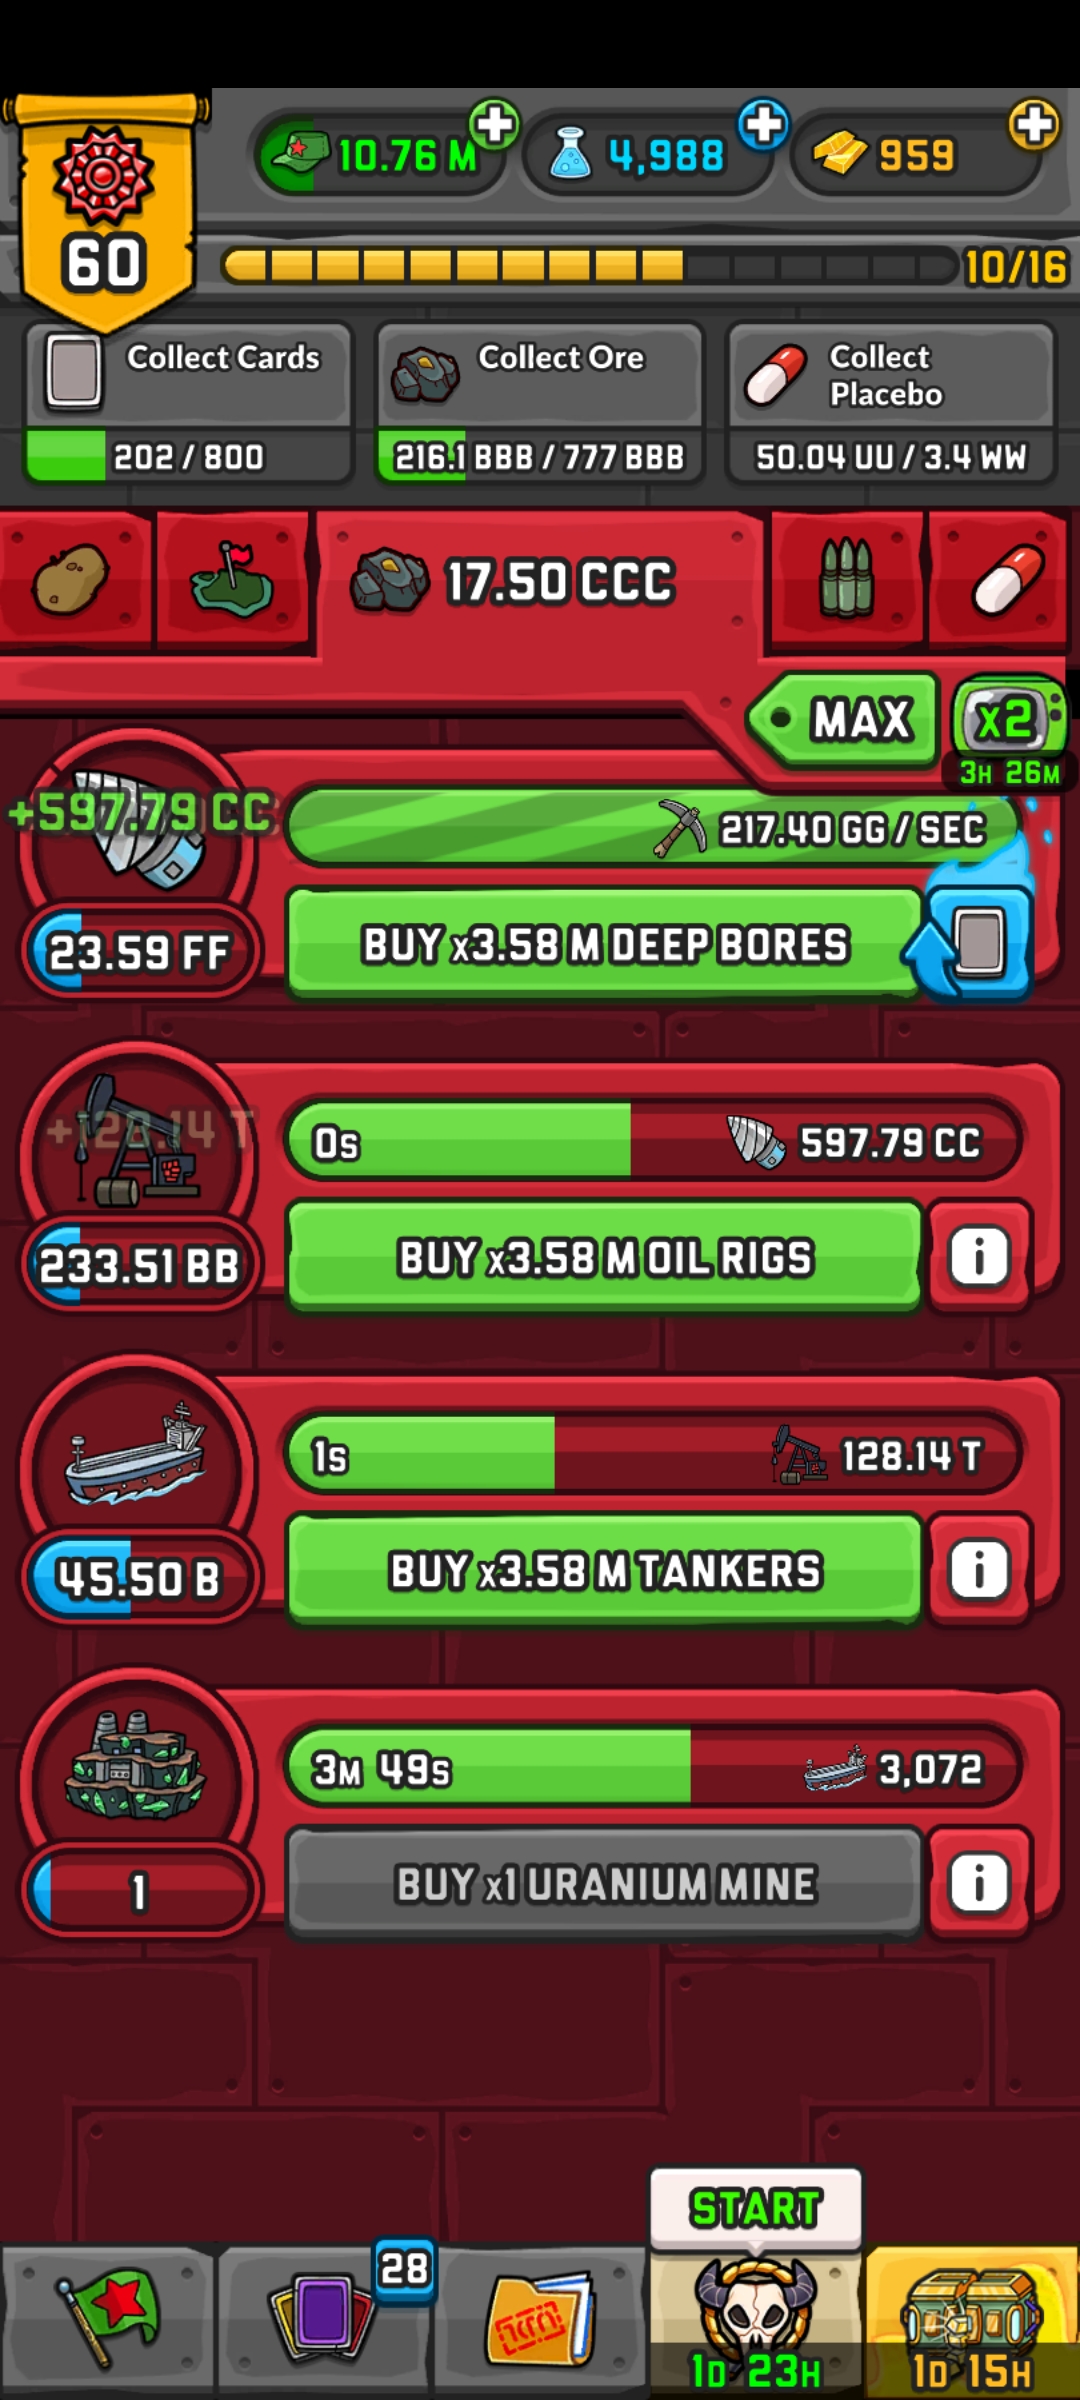 60
10.76 M
4,988
959
10/16
Collect Cards
202 / 800
Collect Ore
216.1 BBB / 777 BBB
Collect
Placebo
50.04 UU / 3.4 WW
17.50 CCC
MAX
x2
3H 26M
+597.79 CC
217.40 GG / SEC
23.59 FF
BUY x3.58 M DEEP BORES
+128.14 T
0s
597.79 CC
233.51 BB
BUY x3.58 M OIL RIGS
i
1s
128.14 T
45.50 B
BUY x3.58 M TANKERS
i
3M 49s
3,072
1
BUY x1 URANIUM MINE
i
START
28
1D 23H
1D 15H